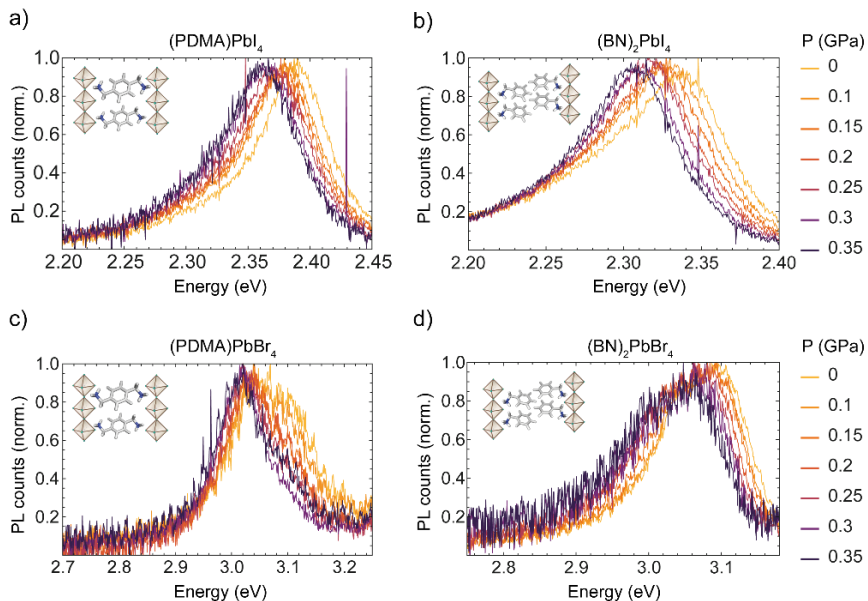 a)
(PDMA)PbI4
PL counts (norm.)
1.0
0.8
0.6
0.4
0.2
2.20 2.25 2.30 2.35 2.40 2.45
Energy (eV)
b)
(BN)2PbI4
PL counts (norm.)
1.0
0.8
0.6
0.4
0.2
2.20 2.25 2.30 2.35 2.40
Energy (eV)
P (GPa)
0
0.1
0.15
0.2
0.25
0.3
0.35
c)
(PDMA)PbBr4
PL counts (norm.)
1.0
0.8
0.6
0.4
0.2
2.7 2.8 2.9 3.0 3.1 3.2
Energy (eV)
d)
(BN)2PbBr4
PL counts (norm.)
1.0
0.8
0.6
0.4
0.2
2.8 2.9 3.0 3.1
Energy (eV)
P (GPa)
0
0.1
0.15
0.2
0.25
0.3
0.35